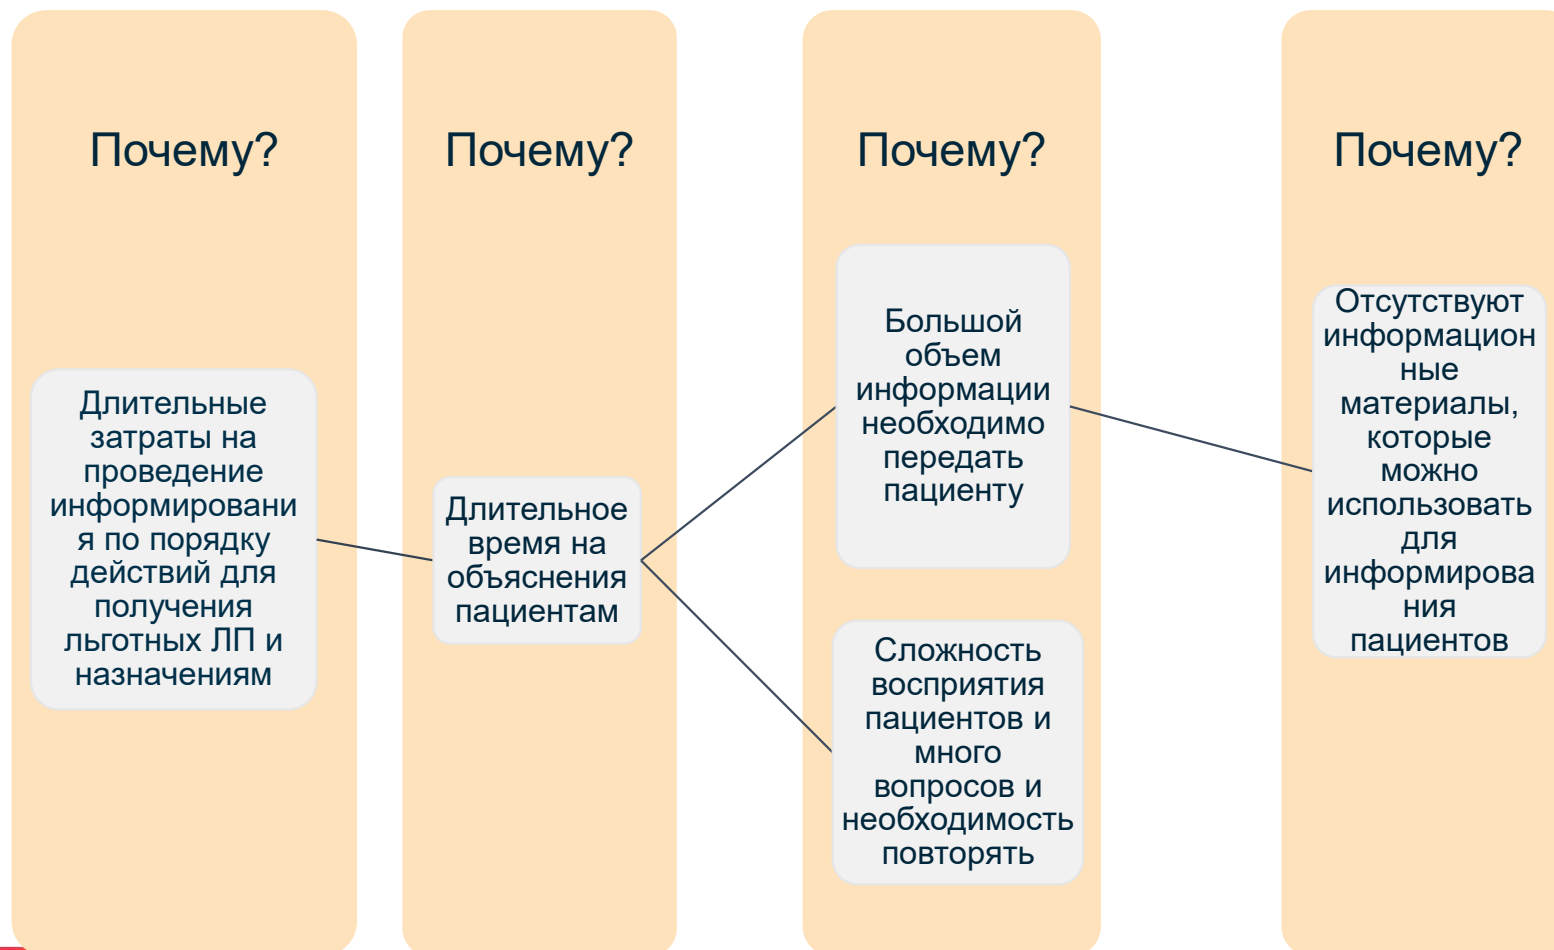 Почему?
Почему?
Почему?
Почему?
Длительные
затраты на
проведение
информировани
я по порядку
действий для
получения
льготных ЛП и
назначениям
Длительное
время на
объяснения
пациентам
Большой
объем
информации
необходимо
передать
пациенту
Сложность
восприятия
пациентов и
много
вопросов и
необходимость
повторять
Отсутствуют
информацион
ные
материалы,
которые
можно
использовать
для
информирова
ния
пациентов